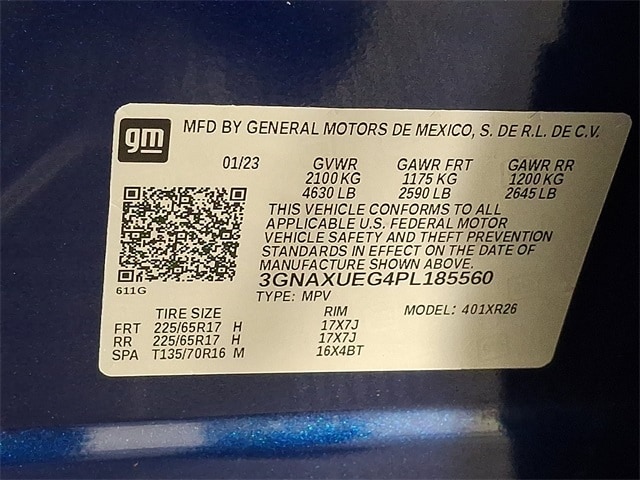 gm
MFD BY GENERAL MOTORS DE MEXICO, S. DE R.L. DE C.V.
01/23 GVWR GAWR FRT GAWR RR
2100 KG 1175 KG 1200 KG
4630 LB 2590 LB 2645 LB
THIS VEHICLE CONFORMS TO ALL
APPLICABLE U.S. FEDERAL MOTOR
VEHICLE SAFETY AND THEFT PREVENTION
STANDARDS IN EFFECT ON THE DATE OF
MANUFACTURE SHOWN ABOVE.
3GNAXUEG4PL185560
611G
TYPE: MPV MODEL: 401XR26
TIRE SIZE RIM
FRT 225/65R17 H 17X7J
RR 225/65R17 H 17X7J
SPA T135/70R16 M 16X4BT